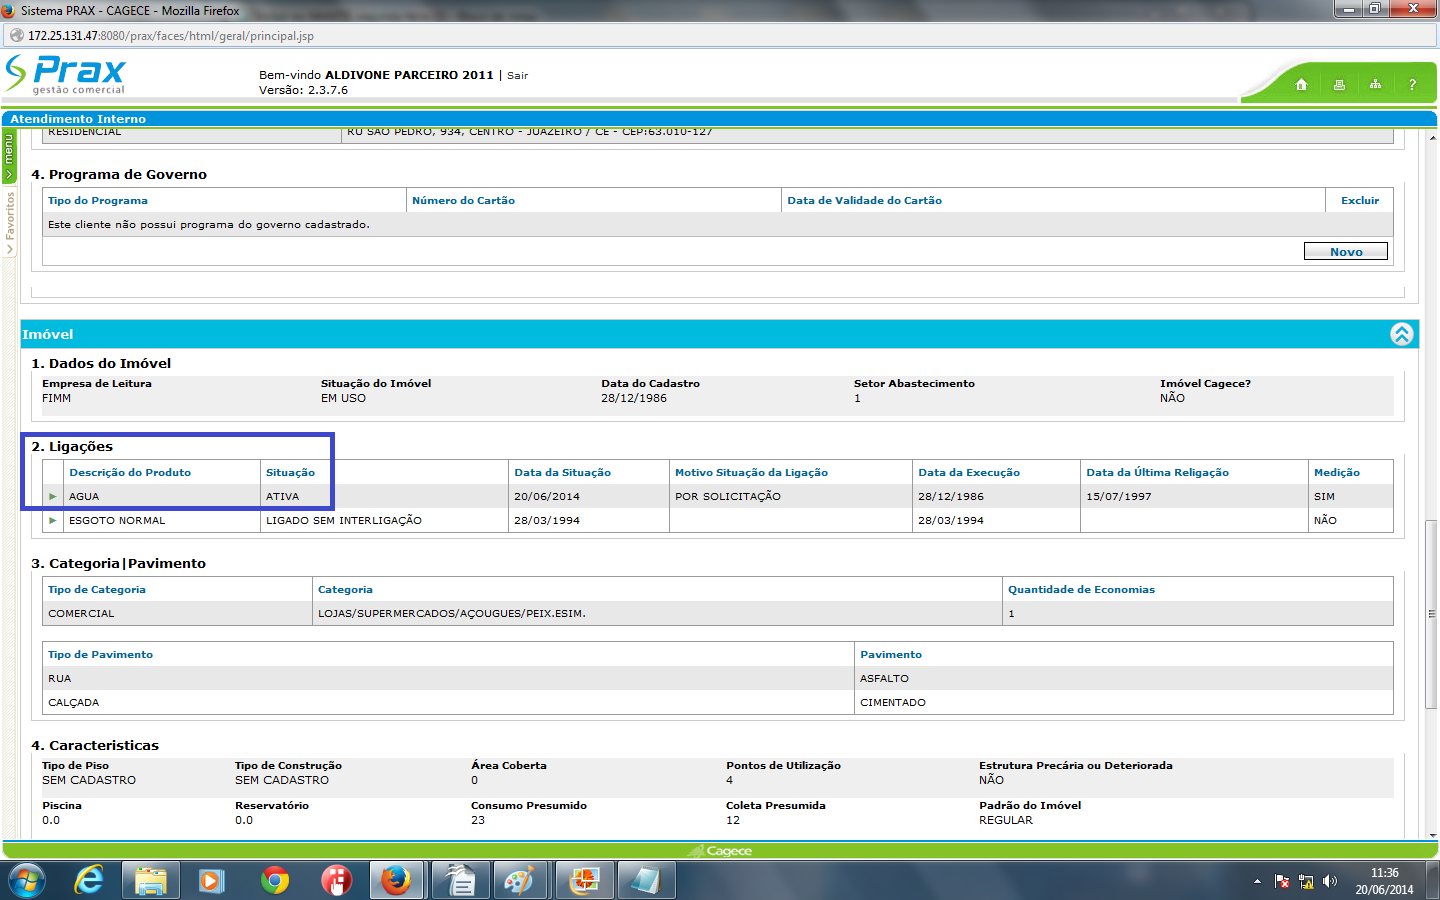 Sistema PRAX - CAGECE - Mozilla Firefox
172.25.131.47:8080/prax/faces/html/geral/principal.jsp
Prax
gestão comercial
Bem-vindo ALDIVONE PARCEIRO 2011 | Sair
Versão: 2.3.7.6
?
Atendimento Interno
menu
Favoritos
RESIDENCIAL RU SAO PEDRO, 934, CENTRO - JUAZEIRO / CE - CEP:63.010-127
4. Programa de Governo
Tipo do Programa Número do Cartão Data de Validade do Cartão Excluir
Este cliente não possui programa do governo cadastrado.
Novo
Imóvel
1. Dados do Imóvel
Empresa de Leitura Situação do Imóvel Data do Cadastro Setor Abastecimento Imóvel Cagece?
FIMM EM USO 28/12/1986 1 NÃO
2. Ligações
Descrição do Produto Situação Data da Situação Motivo Situação da Ligação Data da Execução Data da Última Religação Medição
AGUA ATIVA 20/06/2014 POR SOLICITAÇÃO 28/12/1986 15/07/1997 SIM
ESGOTO NORMAL LIGADO SEM INTERLIGAÇÃO 28/03/1994 28/03/1994 NÃO
3. Categoria|Pavimento
Tipo de Categoria Categoria Quantidade de Economias
COMERCIAL LOJAS/SUPERMERCADOS/AÇOUGUES/PEIX.ESIM. 1
Tipo de Pavimento Pavimento
RUA ASFALTO
CALÇADA CIMENTADO
4. Caracteristicas
Tipo de Piso Tipo de Construção Área Coberta Pontos de Utilização Estrutura Precária ou Deteriorada
SEM CADASTRO SEM CADASTRO 0 4 NÃO
Piscina Reservatório Consumo Presumido Coleta Presumida Padrão do Imóvel
0.0 0.0 23 12 REGULAR
Cagece
11:36
20/06/2014